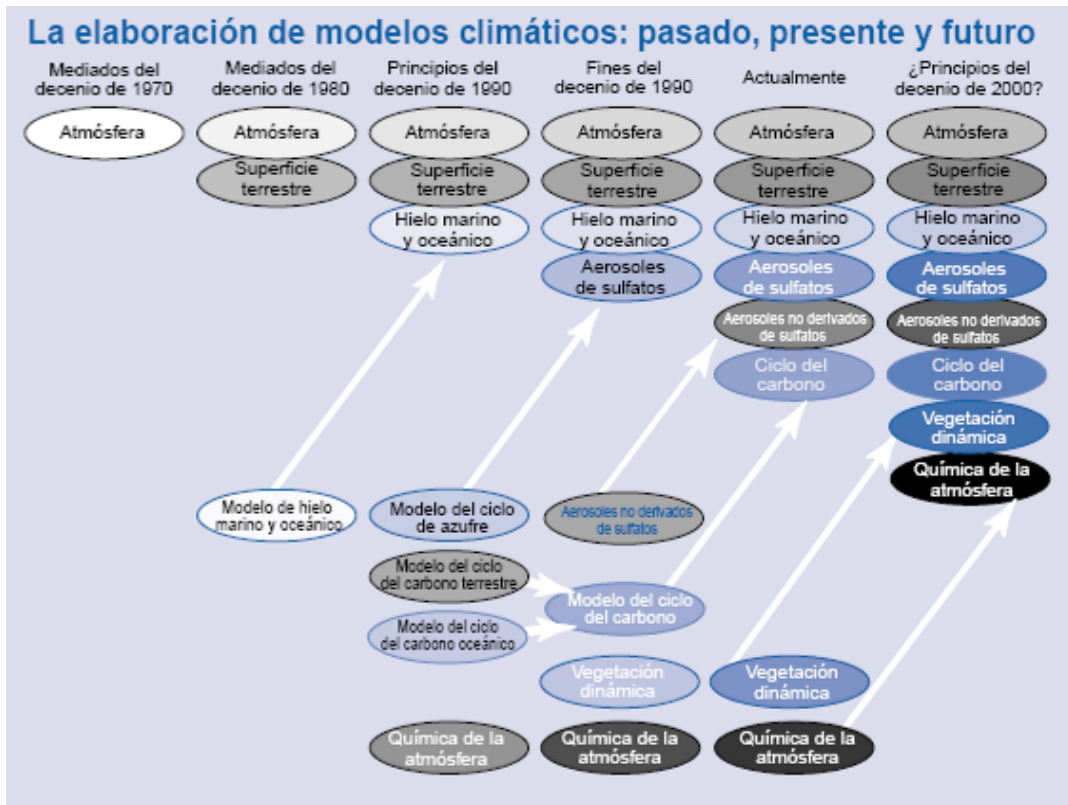 La elaboración de modelos climáticos: pasado, presente y futuro
Mediados del
decenio de 1970
Mediados del
decenio de 1980
Principios del
decenio de 1990
Fines del
decenio de 1990
Actualmente
¿Principios del
decenio de 2000?
Atmósfera
Atmósfera
Atmósfera
Atmósfera
Atmósfera
Atmósfera
Superficie
terrestre
Superficie
terrestre
Superficie
terrestre
Superficie
terrestre
Superficie
terrestre
Hielo marino
y oceánico
Hielo marino
y oceánico
Hielo marino
y oceánico
Hielo marino
y oceánico
Aerosoles
de sulfatos
Aerosoles
de sulfatos
Aerosoles
de sulfatos
Aerosoles no derivados
de sulfatos
Aerosoles no derivados
de sulfatos
Ciclo del
carbono
Ciclo del
carbono
Vegetación
dinámica
Química de la
atmósfera
Modelo de hielo
marino y oceánico
Modelo del ciclo
de azufre
Aerosoles no derivados
de sulfatos
Modelo del ciclo
del carbono terrestre
Modelo del ciclo
del carbono oceánico
Modelo del ciclo
del carbono
Vegetación
dinámica
Vegetación
dinámica
Química de la
atmósfera
Química de la
atmósfera
Química de la
atmósfera